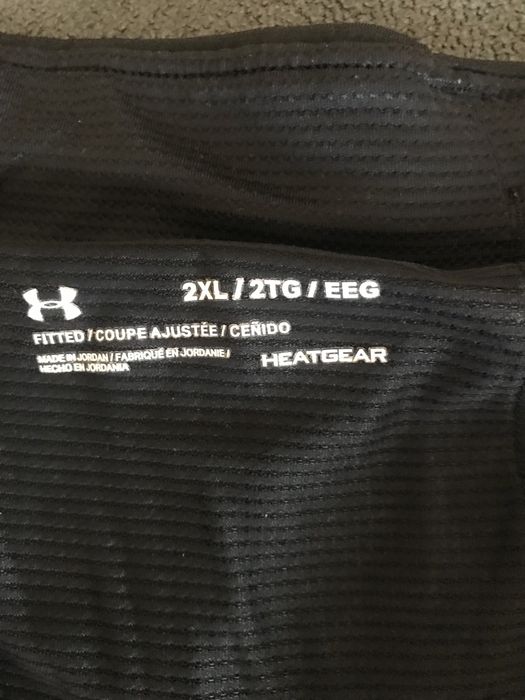 2XL / 2TG / EEG
FITTED / COUPE AJUSTÉE / CEÑIDO
MADE IN JORDAN / FABRIQUÉ EN JORDANIE /
HECHO EN JORDANIA
HEATGEAR